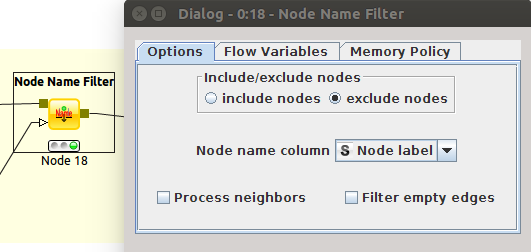 Dialog - 0:18 - Node Name Filter
Options
Flow Variables
Memory Policy
Include/exclude nodes
include nodes
exclude nodes
Node name column
S
Node label
Process neighbors
Filter empty edges
Node Name Filter
Name
Node 18